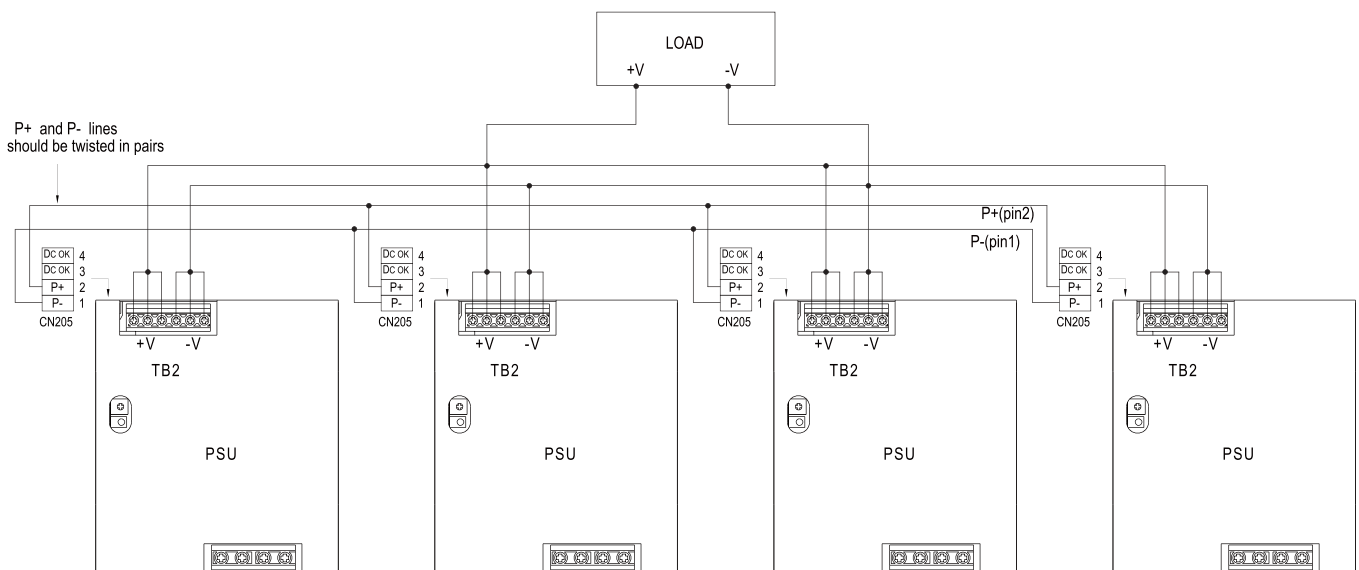 LOAD
+V -V
P+ and P- lines
should be twisted in pairs
P+(pin2)
P-(pin1)
DC OK 4
DC OK 3
P+ 2
P- 1
CN205
DC OK 4
DC OK 3
P+ 2
P- 1
CN205
DC OK 4
DC OK 3
P+ 2
P- 1
CN205
DC OK 4
DC OK 3
P+ 2
P- 1
CN205
+V -V
+V -V
+V -V
+V -V
TB2
TB2
TB2
TB2
PSU
PSU
PSU
PSU